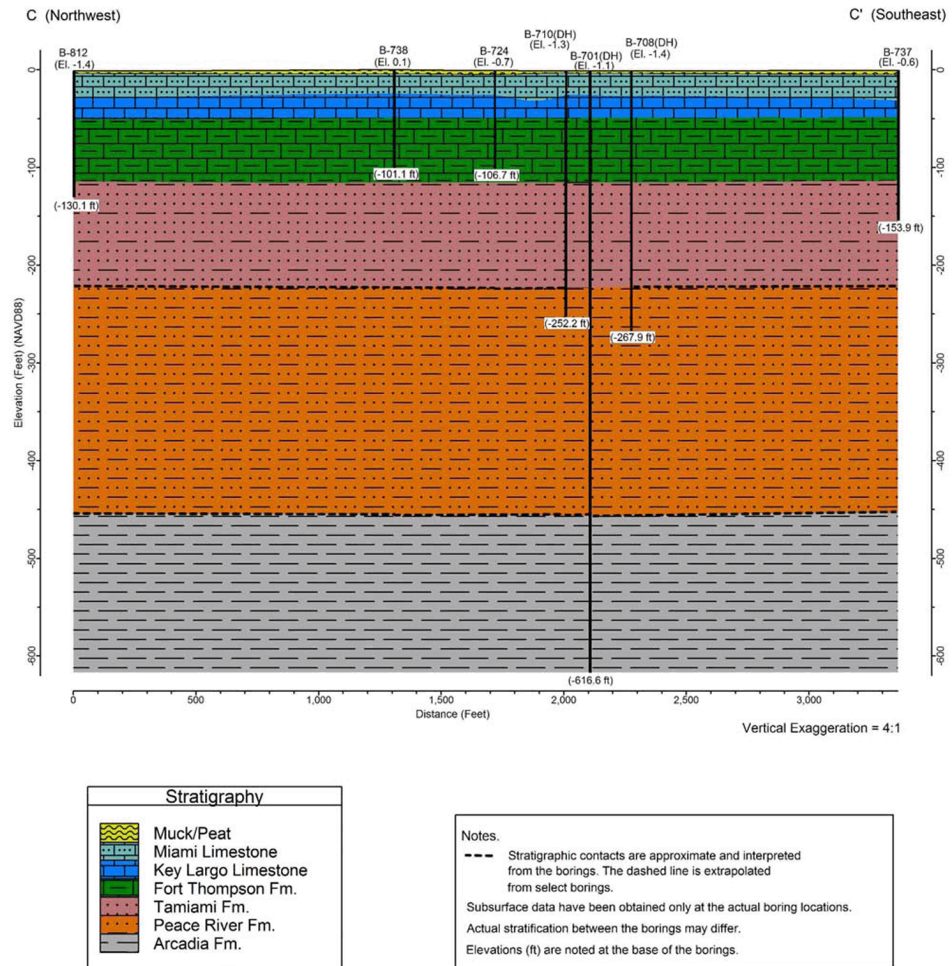 C (Northwest)
C' (Southeast)
B-812
(El. -1.4)
B-738
(El. 0.1)
B-724
(El. -0.7)
B-710(DH)
(El. -1.3)
B-701(DH)
(El. -1.1)
B-708(DH)
(El. -1.4)
B-737
(El. -0.6)
0
-100
-200
-300
-400
-500
-600
Elevation (Feet) (NAVD88)
(-130.1 ft)
(-101.1 ft)
(-106.7 ft)
(-252.2 ft)
(-267.9 ft)
(-153.9 ft)
(-616.6 ft)
0
-100
-200
-300
-400
-500
-600
0
500
1,000
1,500
2,000
2,500
3,000
Distance (Feet)
Vertical Exaggeration = 4:1
Stratigraphy
Muck/Peat
Miami Limestone
Key Largo Limestone
Fort Thompson Fm.
Tamiami Fm.
Peace River Fm.
Arcadia Fm.
Notes.
Stratigraphic contacts are approximate and interpreted
from the borings. The dashed line is extrapolated
from select borings.
Subsurface data have been obtained only at the actual boring locations.
Actual stratification between the borings may differ.
Elevations (ft) are noted at the base of the borings.